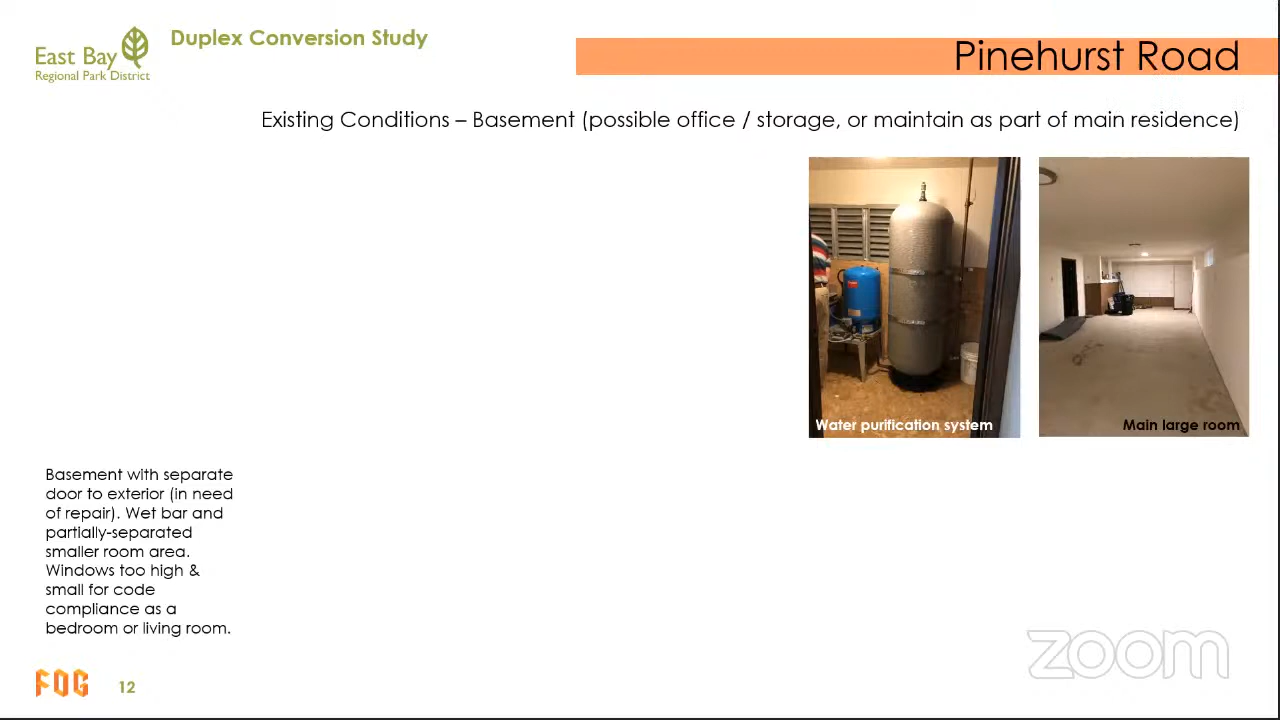 East Bay
Regional Park District
Duplex Conversion Study
Pinehurst Road
Existing Conditions – Basement (possible office / storage, or maintain as part of main residence)
Water purification system
Main large room
Basement with separate
door to exterior (in need
of repair). Wet bar and
partially-separated
smaller room area.
Windows too high &
small for code
compliance as a
bedroom or living room.
FOG
12
zoom